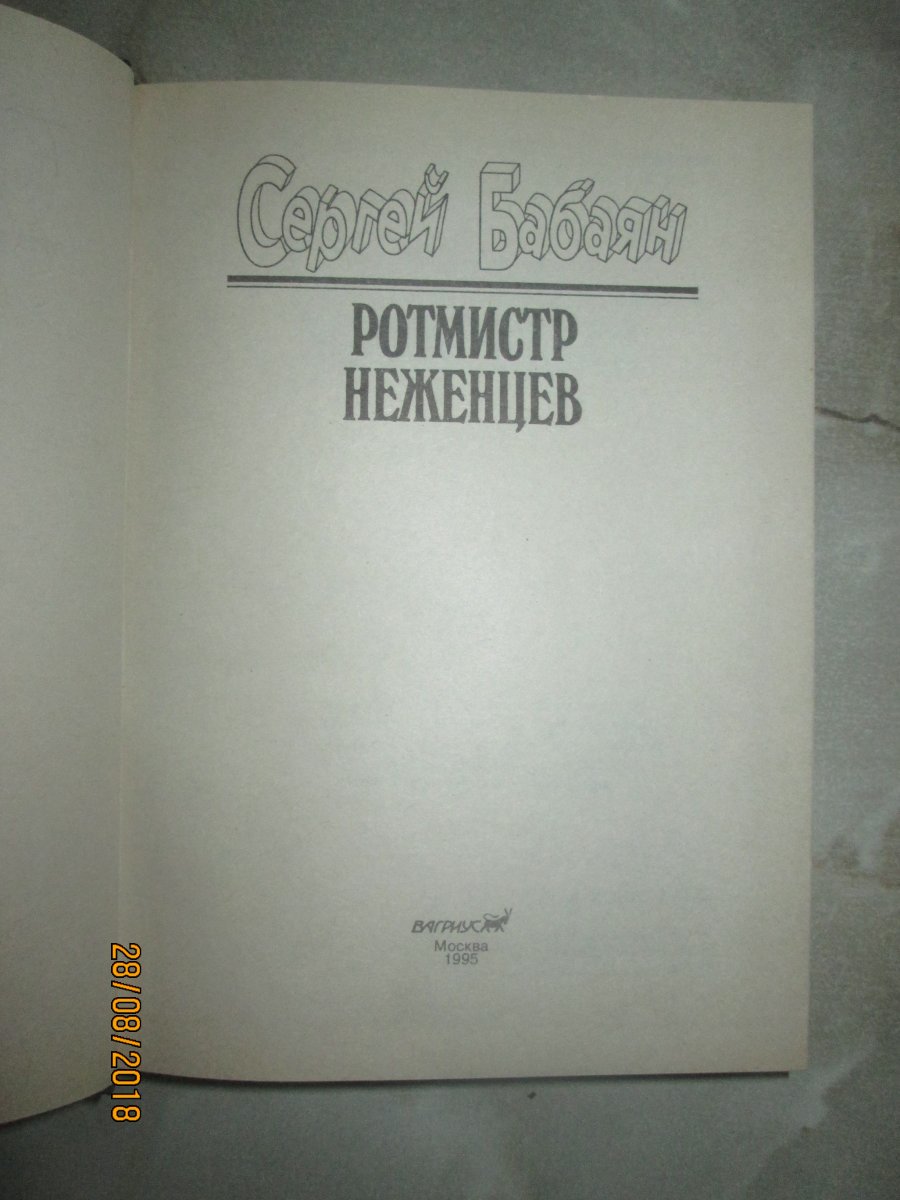 Сергей Бабаян
РОТМИСТР
НЕЖЕНЦЕВ
ВАГРИУС
Москва
1995
28/08/2018